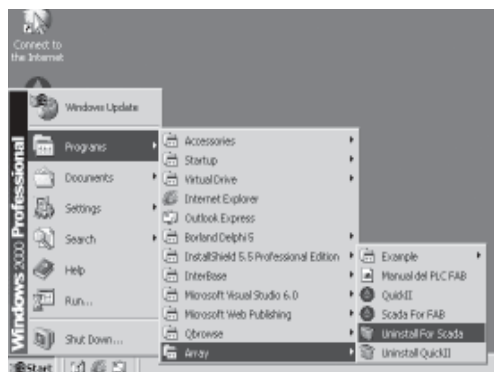 Connect to
the Internet
Windows 2000 Professional
Windows Update
Programs
Documents
Settings
Search
Help
Run...
Shut Down...
Start
Accessories
Startup
VirtualDrive
Internet Explorer
Outlook Express
Borland Delphi 5
InstallShield 5.5 Professional Edition
InterBase
Microsoft Visual Studio 6.0
Microsoft Web Publishing
Qbrowse
Array
Example
Manual del PLC FAB
QuickII
Scada For FAB
Uninstall For Scada
Uninstall QuickII